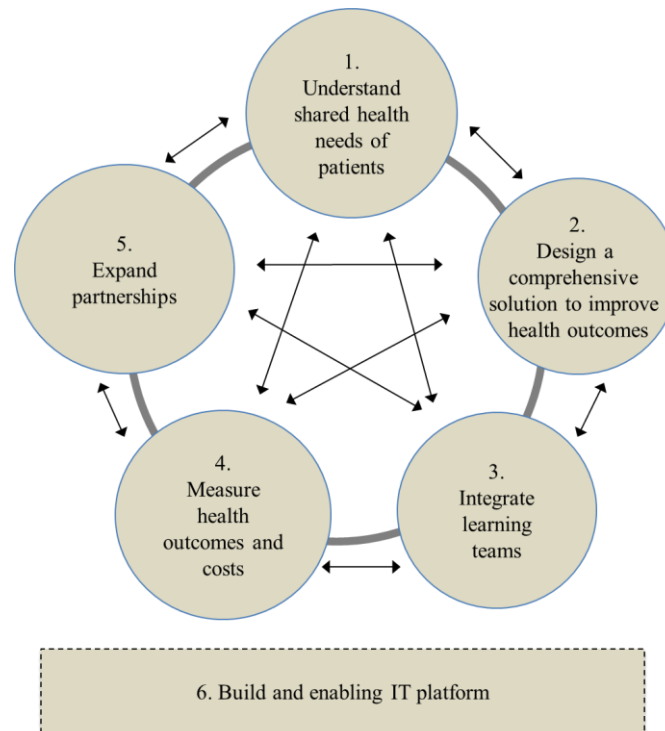 1.
Understand
shared health
needs of
patients
2.
Design a
comprehensive
solution to improve
health outcomes
3.
Integrate
learning
teams
4.
Measure
health
outcomes and
costs
5.
Expand
partnerships
6. Build and enabling IT platform